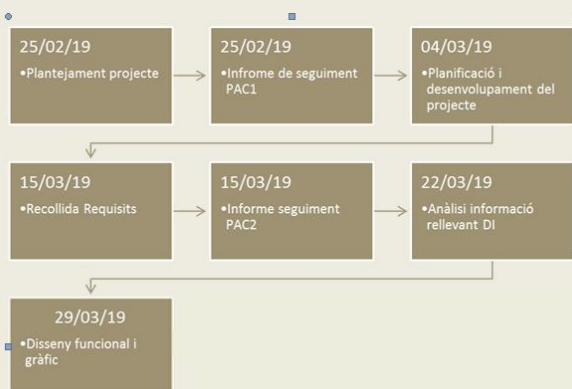 25/02/19
•Plantejament projecte
25/02/19
•Infrome de seguiment
PAC1
04/03/19
•Planificació i
desenvolupament del
projecte
15/03/19
•Recollida Requisits
15/03/19
•Informe seguiment
PAC2
22/03/19
•Anàlisi informació
rellevant DI
29/03/19
•Disseny funcional i
gràfic